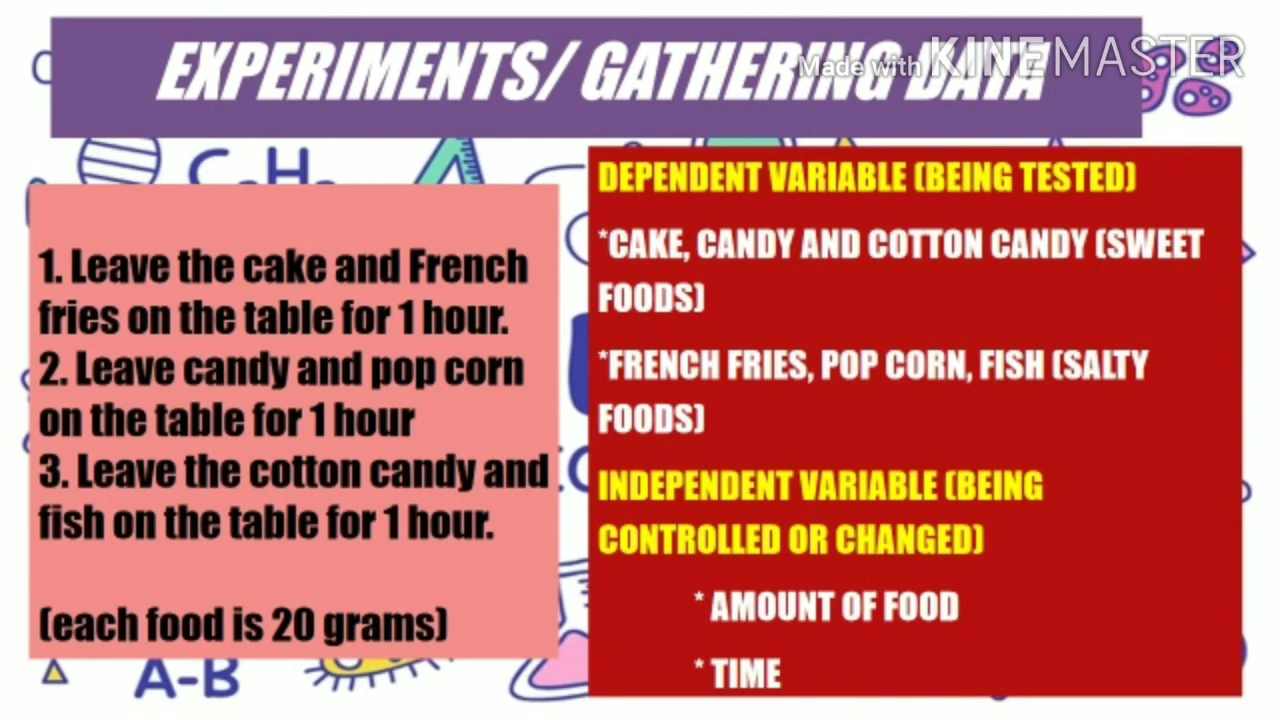 EXPERIMENTS/ GATHERING DATA
Made with KINEMASTER
1. Leave the cake and French
fries on the table for 1 hour.
2. Leave candy and pop corn
on the table for 1 hour
3. Leave the cotton candy and
fish on the table for 1 hour.
(each food is 20 grams)
DEPENDENT VARIABLE (BEING TESTED)
*CAKE, CANDY AND COTTON CANDY (SWEET
FOODS)
*FRENCH FRIES, POP CORN, FISH (SALTY
FOODS)
INDEPENDENT VARIABLE (BEING
CONTROLLED OR CHANGED)
* AMOUNT OF FOOD
* TIME
A-B